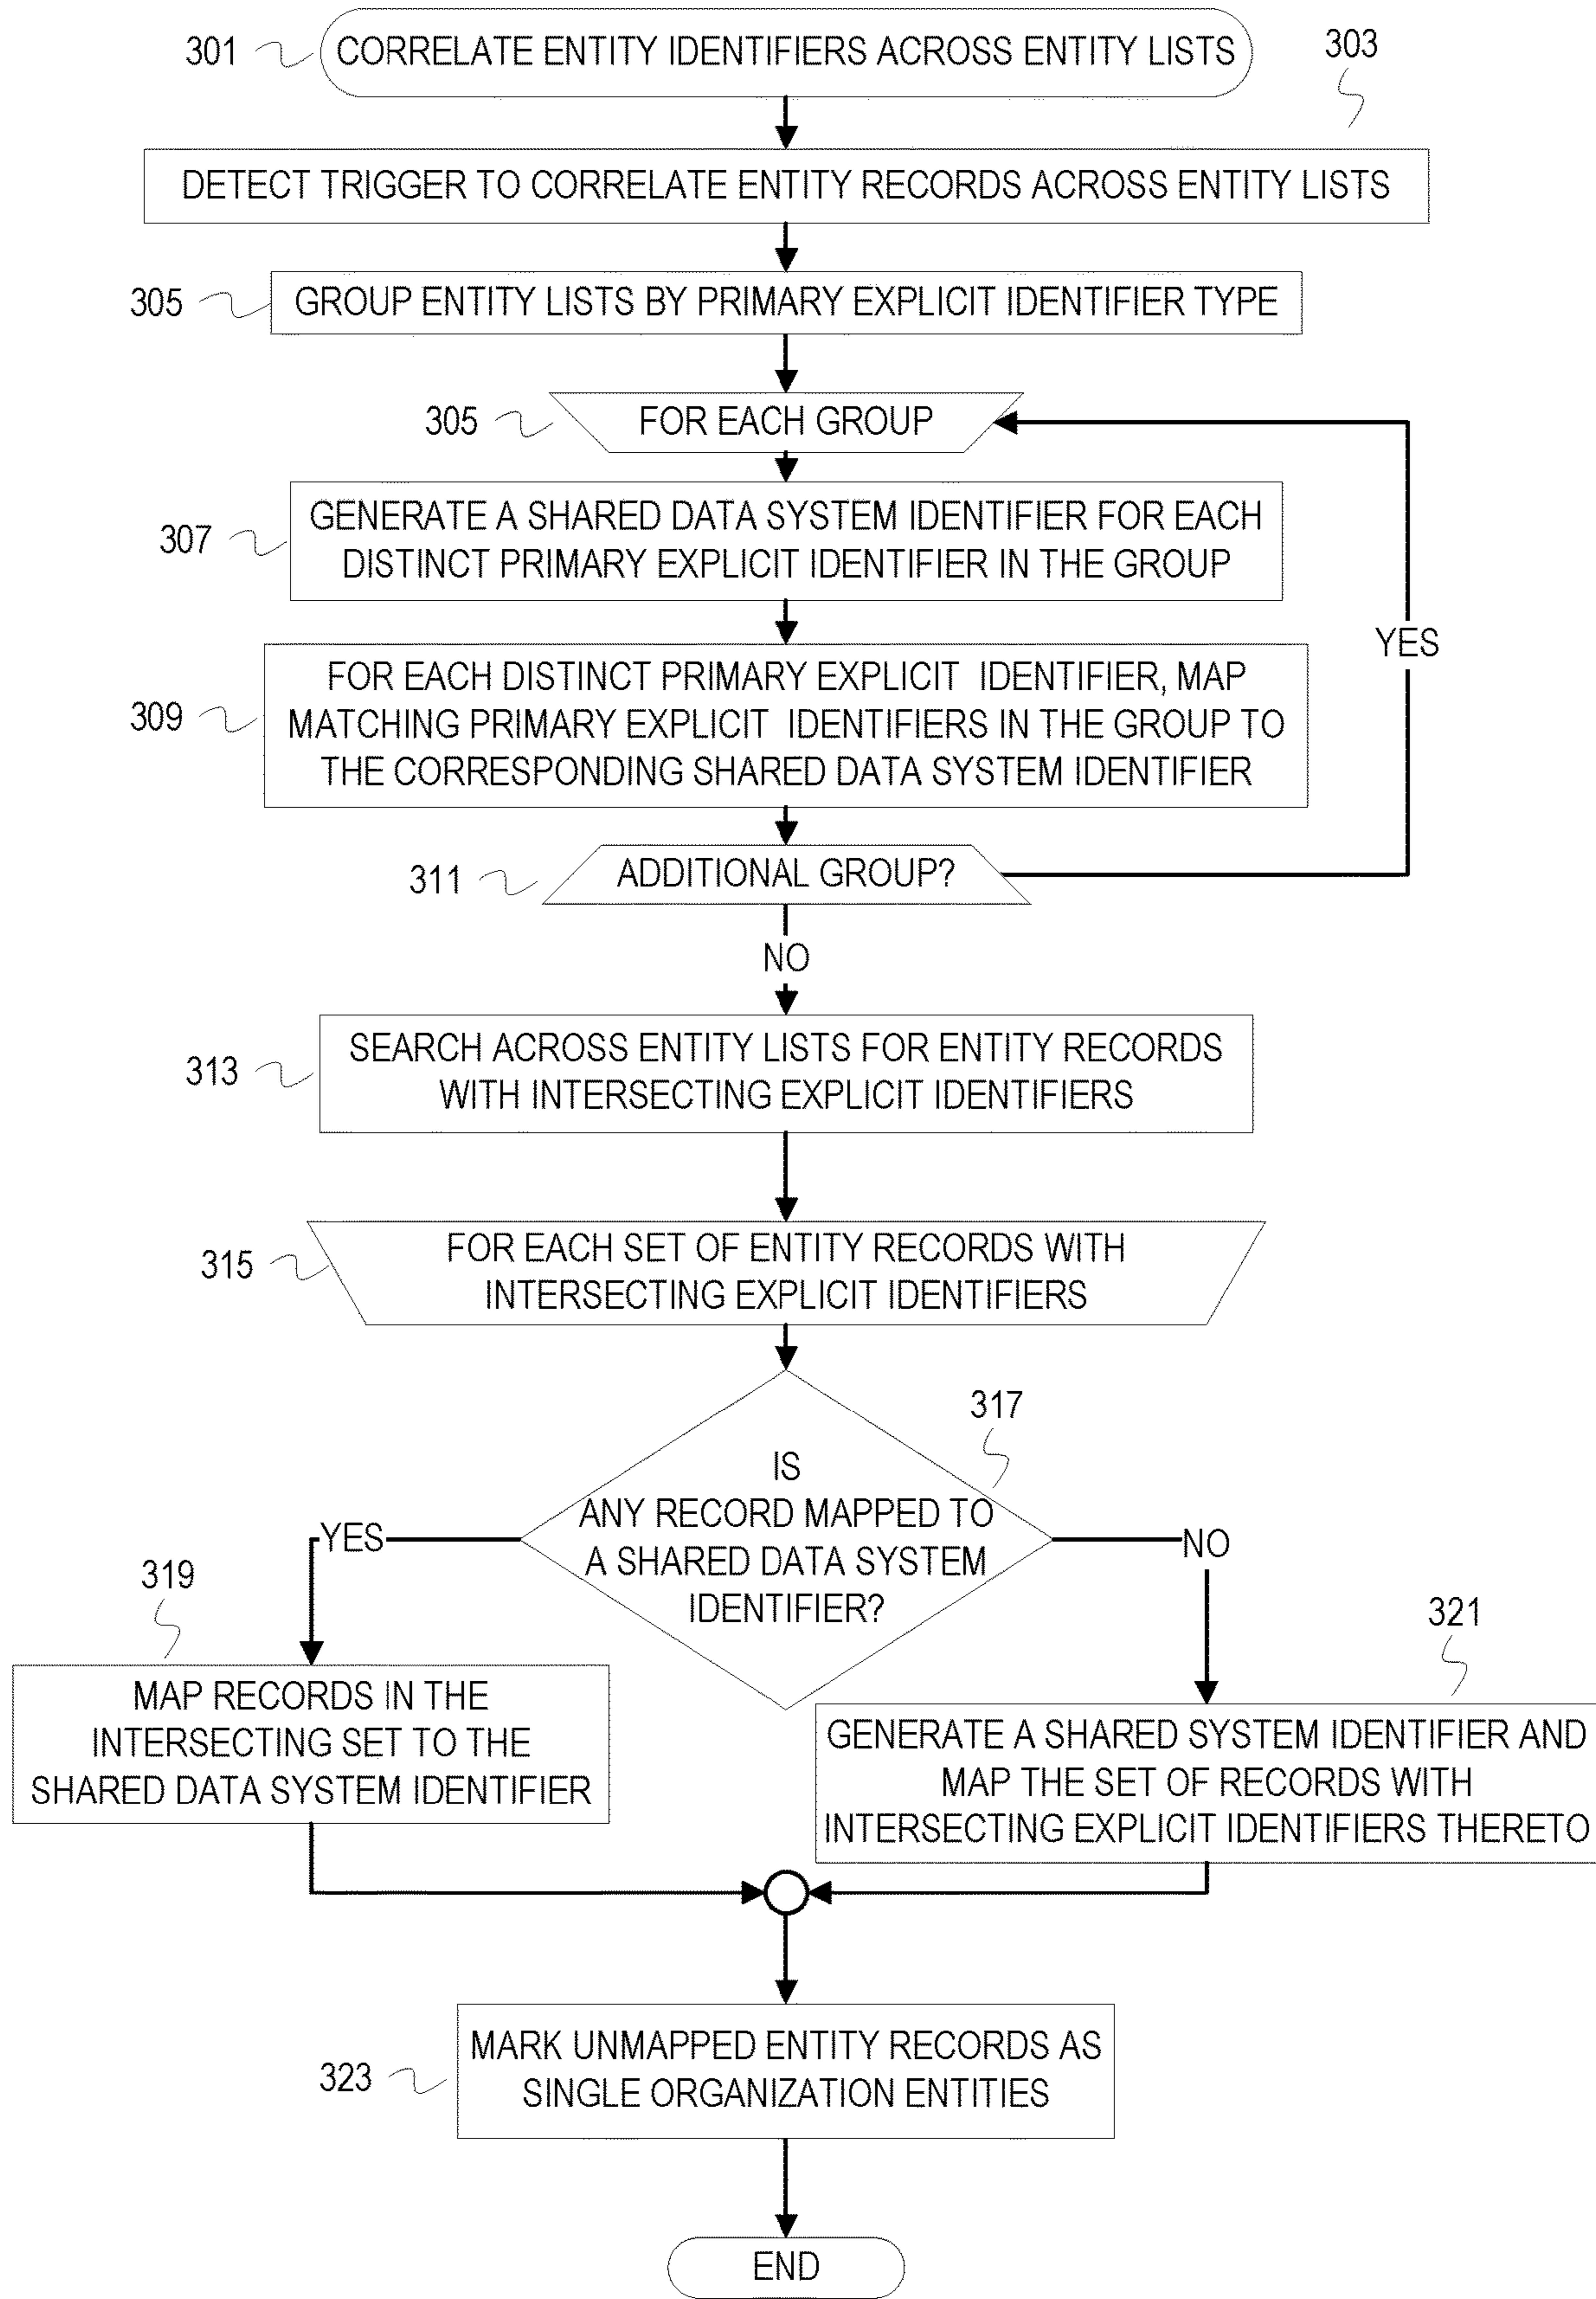 301
CORRELATE ENTITY IDENTIFIERS ACROSS ENTITY LISTS
303
DETECT TRIGGER TO CORRELATE ENTITY RECORDS ACROSS ENTITY LISTS
305
GROUP ENTITY LISTS BY PRIMARY EXPLICIT IDENTIFIER TYPE
305
FOR EACH GROUP
307
GENERATE A SHARED DATA SYSTEM IDENTIFIER FOR EACH
DISTINCT PRIMARY EXPLICIT IDENTIFIER IN THE GROUP
YES
309
FOR EACH DISTINCT PRIMARY EXPLICIT IDENTIFIER, MAP
MATCHING PRIMARY EXPLICIT IDENTIFIERS IN THE GROUP TO
THE CORRESPONDING SHARED DATA SYSTEM IDENTIFIER
311
ADDITIONAL GROUP?
NO
313
SEARCH ACROSS ENTITY LISTS FOR ENTITY RECORDS
WITH INTERSECTING EXPLICIT IDENTIFIERS
315
FOR EACH SET OF ENTITY RECORDS WITH
INTERSECTING EXPLICIT IDENTIFIERS
317
IS
ANY RECORD MAPPED TO
A SHARED DATA SYSTEM
IDENTIFIER?
YES
NO
319
MAP RECORDS IN THE
INTERSECTING SET TO THE
SHARED DATA SYSTEM IDENTIFIER
321
GENERATE A SHARED SYSTEM IDENTIFIER AND
MAP THE SET OF RECORDS WITH
INTERSECTING EXPLICIT IDENTIFIERS THERETO
323
MARK UNMAPPED ENTITY RECORDS AS
SINGLE ORGANIZATION ENTITIES
END